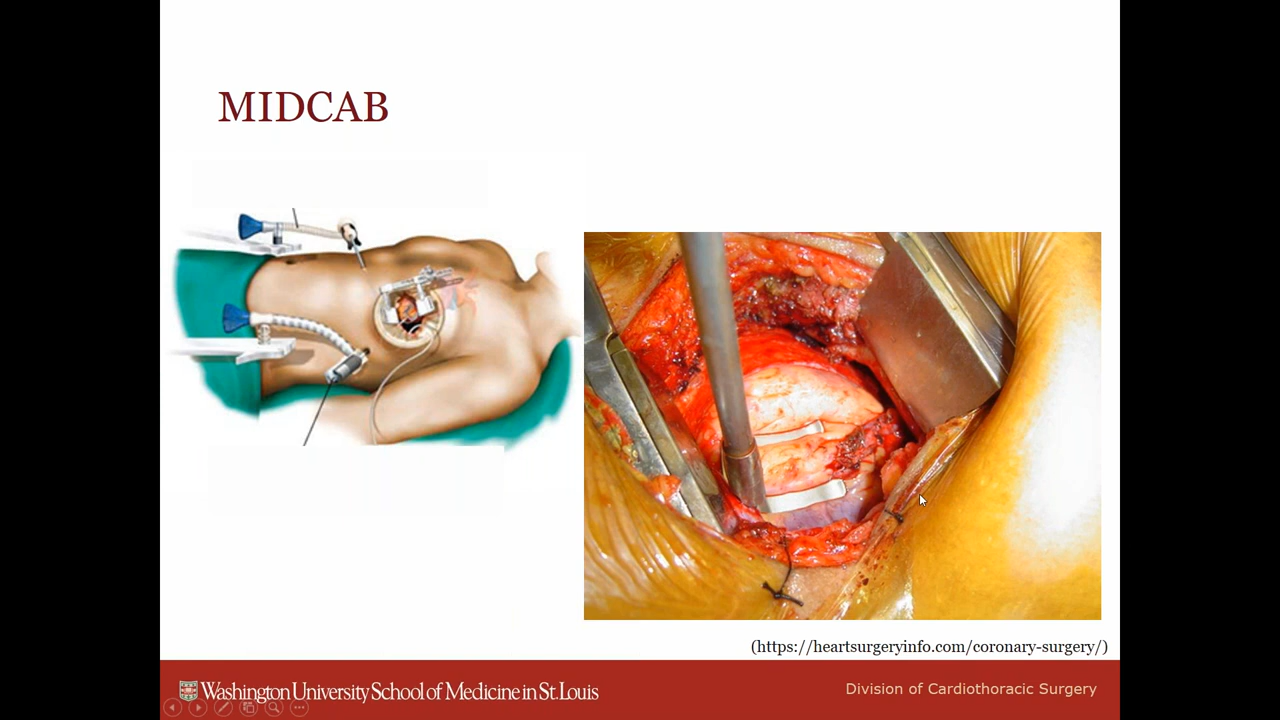 MIDCAB
(https://heartsurgeryinfo.com/coronary-surgery/)
Washington University School of Medicine in St. Louis
Division of Cardiothoracic Surgery